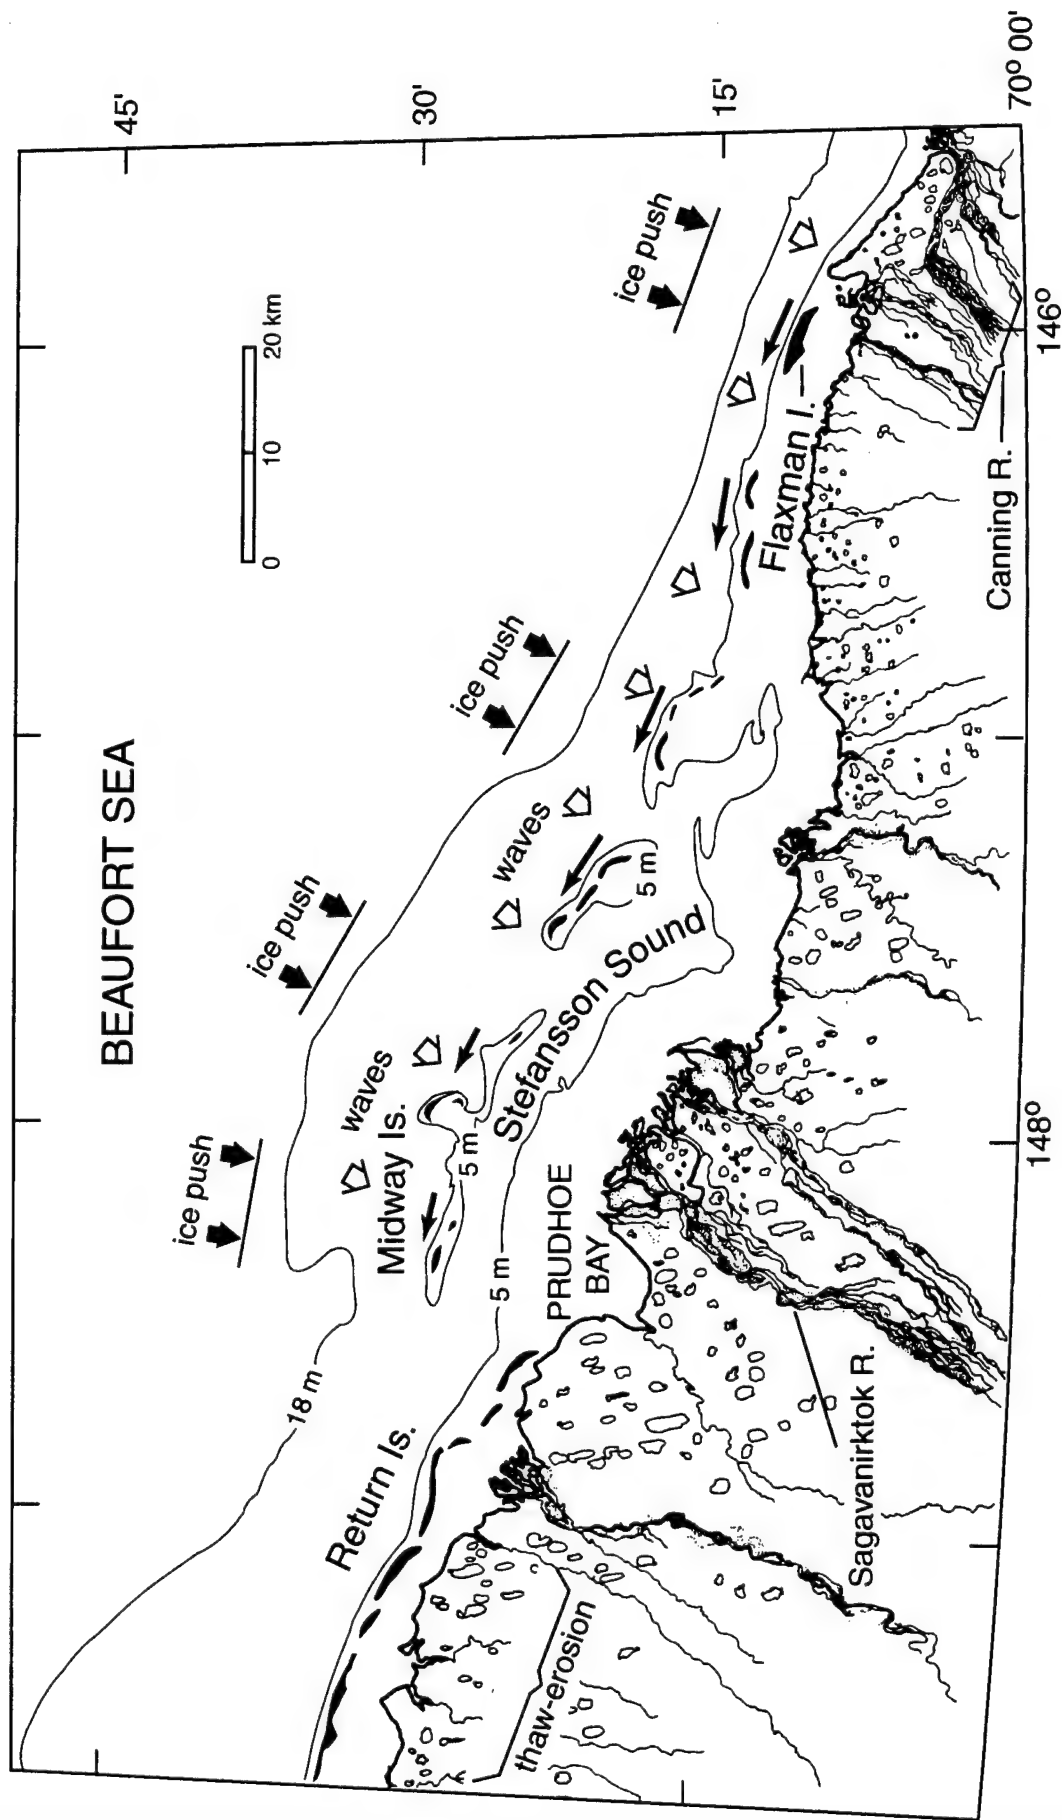 BEAUFORT SEA
ice push
ice push
ice push
ice push
waves
waves
Midway Is.
Return Is.
Stefansson Sound
PRUDHOE
BAY
Flaxman I.
Canning R.
Sagavanirktok R.
thaw-erosion
18 m
5 m
5 m
5 m
0
10
20 km
45'
30'
15'
70° 00'
146°
148°